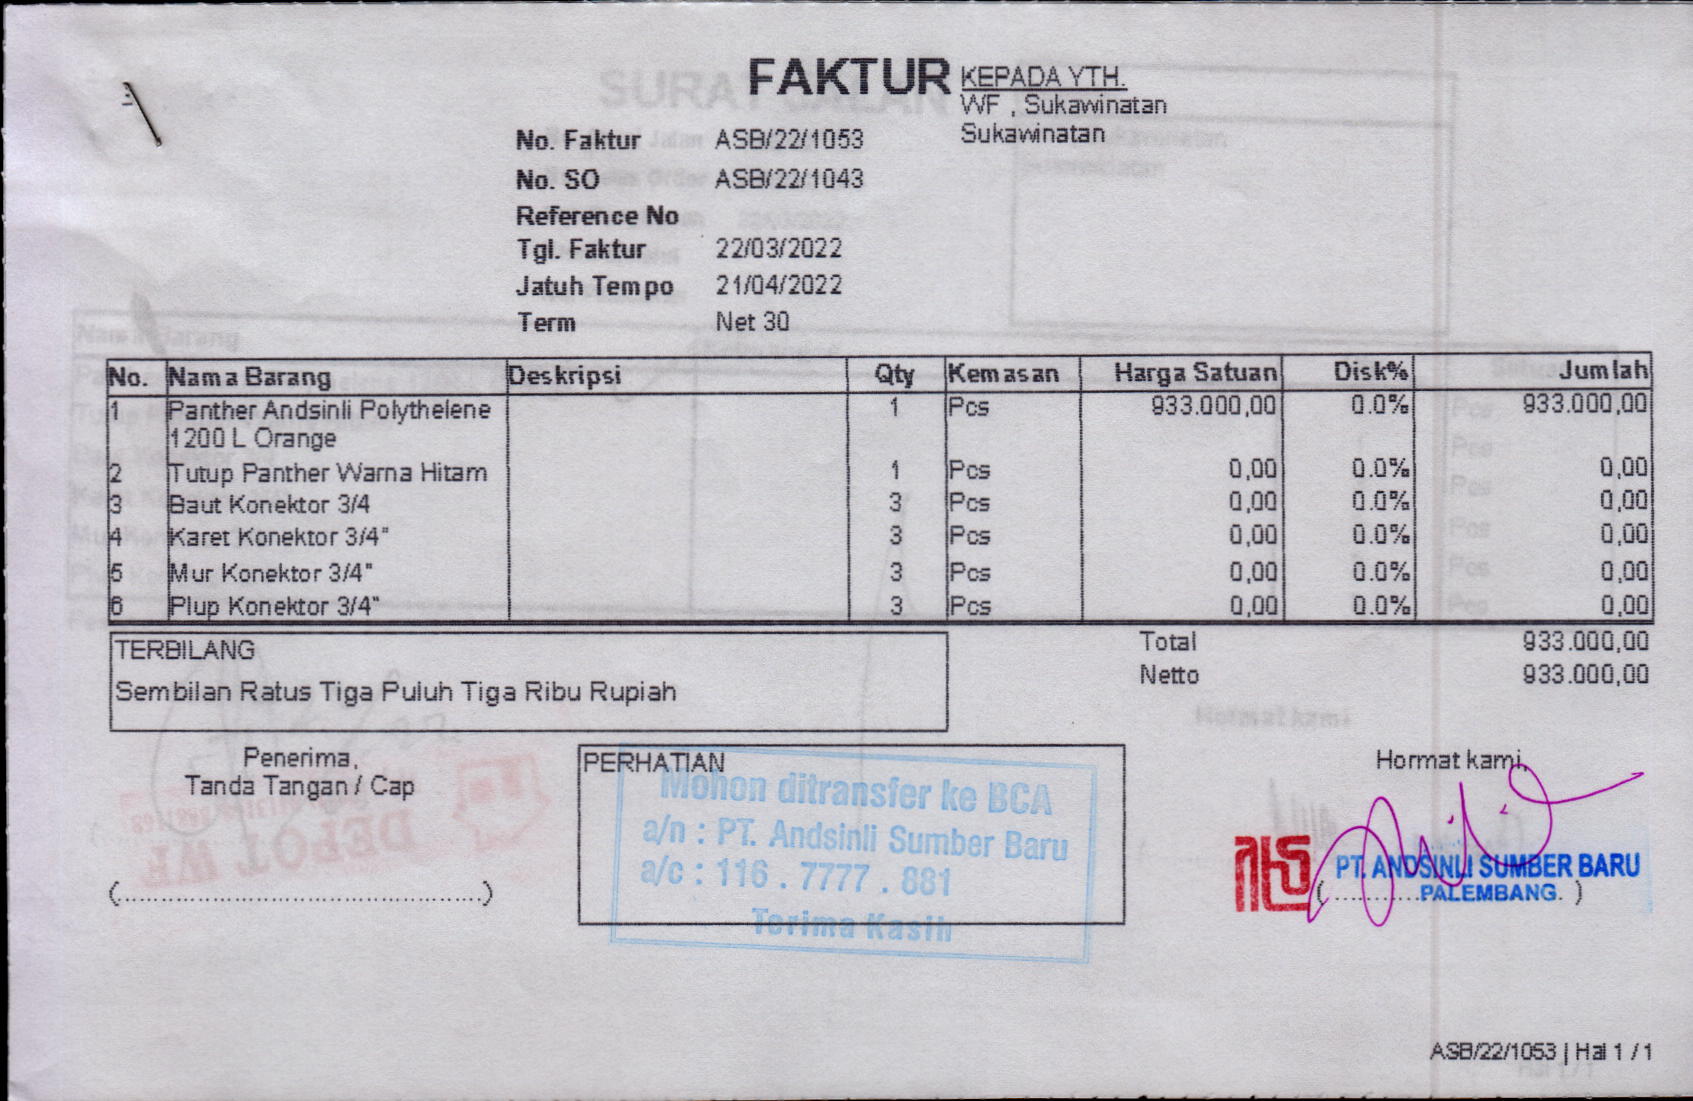 FAKTUR
KEPADA YTH.
WF , Sukawinatan
Sukawinatan
No. Faktur ASB/22/1053
No. SO ASB/22/1043
Reference No
Tgl. Faktur 22/03/2022
Jatuh Tempo 21/04/2022
Term Net 30
No. Nama Barang Deskripsi Qty Kemasan Harga Satuan Disk% Jumlah
1 Panther Andsinli Polythelene 1 Pcs 933.000,00 0.0% 933.000,00
1200 L Orange
2 Tutup Panther Warna Hitam 1 Pcs 0,00 0.0% 0,00
3 Baut Konektor 3/4 3 Pcs 0,00 0.0% 0,00
4 Karet Konektor 3/4" 3 Pcs 0,00 0.0% 0,00
5 Mur Konektor 3/4" 3 Pcs 0,00 0.0% 0,00
6 Plup Konektor 3/4" 3 Pcs 0,00 0.0% 0,00
TERBILANG
Sembilan Ratus Tiga Puluh Tiga Ribu Rupiah
Total 933.000,00
Netto 933.000,00
Penerima,
Tanda Tangan / Cap
(................................................)
PERHATIAN
Mohon ditransfer ke BCA
a/n : PT. Andsinli Sumber Baru
a/c : 116 . 7777 . 881
Terima Kasih
Hormat kami,
PT. ANDSINLI SUMBER BARU
PALEMBANG.
ASB/22/1053 | Hal 1 / 1